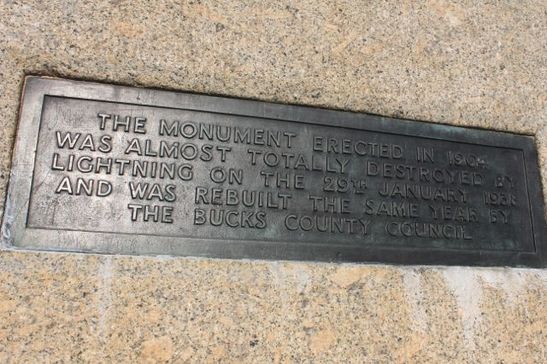 THE MONUMENT ERECTED IN 1904
WAS ALMOST TOTALLY DESTROYED BY
LIGHTNING ON THE 29TH JANUARY 1938
AND WAS REBUILT THE SAME YEAR BY
THE BUCKS COUNTY COUNCIL